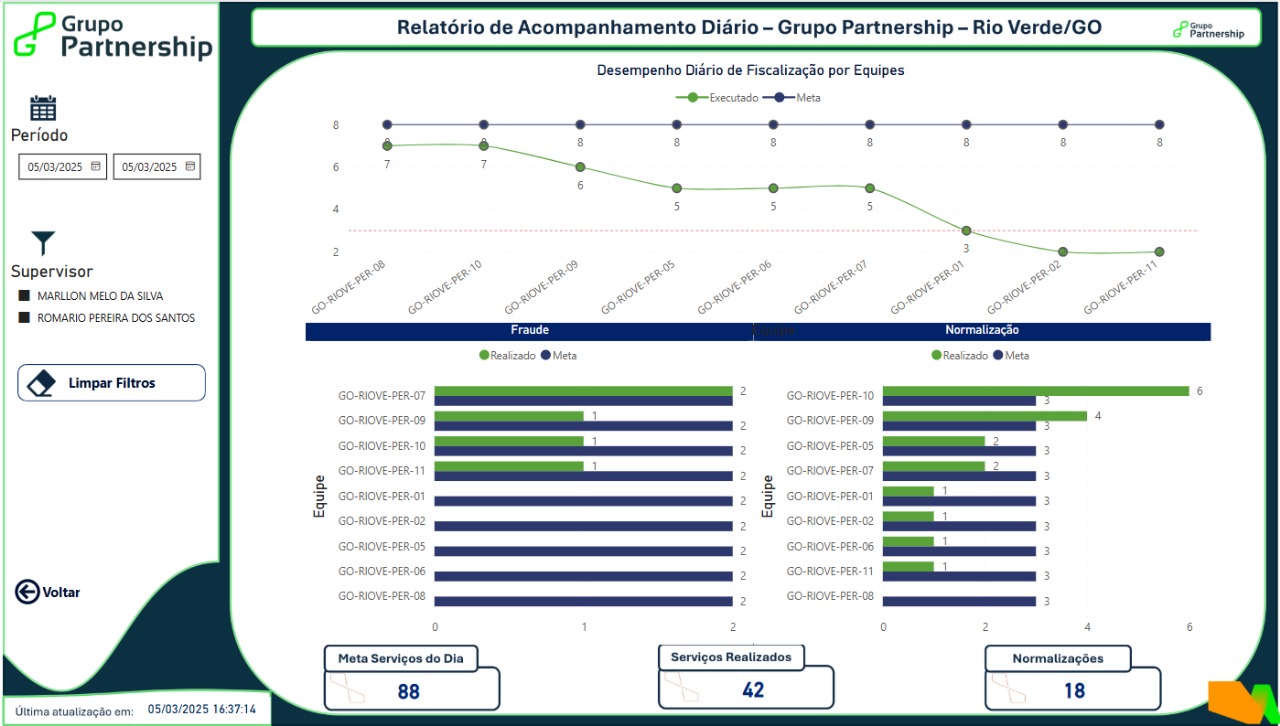 Grupo
Partnership
Relatório de Acompanhamento Diário – Grupo Partnership – Rio Verde/GO
Grupo
Partnership
Desempenho Diário de Fiscalização por Equipes
Executado Meta
Período
05/03/2025 05/03/2025
8
6
4
2
8 8 8 8 8 8 8 8 8
7 7 6 5 5 5 3
GO-RIOVE-PER-08 GO-RIOVE-PER-10 GO-RIOVE-PER-09 GO-RIOVE-PER-05 GO-RIOVE-PER-06 GO-RIOVE-PER-07 GO-RIOVE-PER-01 GO-RIOVE-PER-02 GO-RIOVE-PER-11
Supervisor
MARLLON MELO DA SILVA
ROMARIO PEREIRA DOS SANTOS
Limpar Filtros
Fraude
Realizado Meta
Equipe
GO-RIOVE-PER-07 2
GO-RIOVE-PER-09 1 2
GO-RIOVE-PER-10 1 2
GO-RIOVE-PER-11 1 2
GO-RIOVE-PER-01 2
GO-RIOVE-PER-02 2
GO-RIOVE-PER-05 2
GO-RIOVE-PER-06 2
GO-RIOVE-PER-08 2
0 1 2
Equipe
Normalização
Realizado Meta
Equipe
GO-RIOVE-PER-10 6 3
GO-RIOVE-PER-09 4 3
GO-RIOVE-PER-05 2 3
GO-RIOVE-PER-07 2 3
GO-RIOVE-PER-01 1 3
GO-RIOVE-PER-02 1 3
GO-RIOVE-PER-06 1 3
GO-RIOVE-PER-11 1 3
GO-RIOVE-PER-08 3
0 2 4 6
Voltar
Meta Serviços do Dia
88
Serviços Realizados
42
Normalizações
18
Última atualização em: 05/03/2025 16:37:14